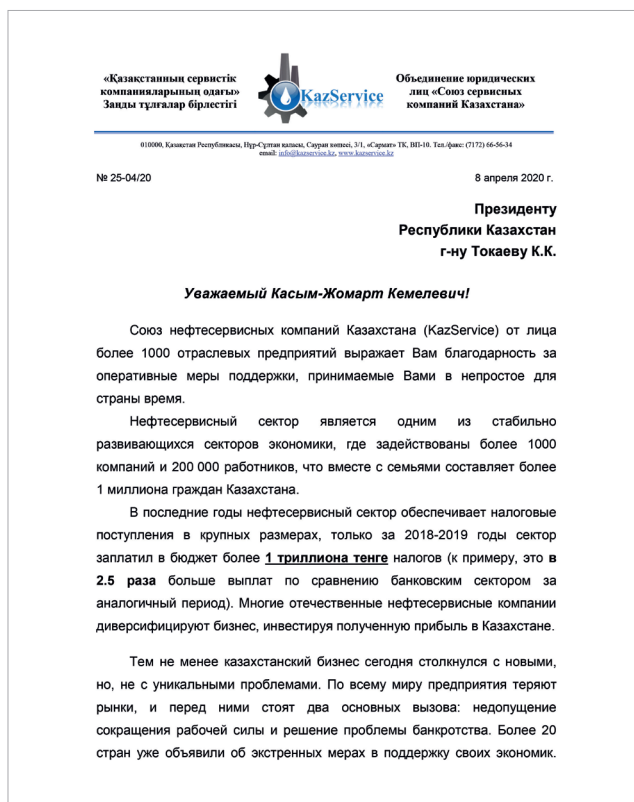 «Қазақстанның сервистік
компанияларының одағы»
Заңды тұлғалар бірлестігі
KazService
Объединение юридических
лиц «Союз сервисных
компаний Казахстана»
010000, Қазақстан Республикасы, Нұр-Сұлтан қаласы, Сауран көшесі, 3/1, «Сармат» ТК, ВП-10. Тел./факс: (7172) 66-56-34
email: info@kazservice.kz, www.kazservice.kz
№ 25-04/20
8 апреля 2020 г.
Президенту
Республики Казахстан
г-ну Токаеву К.К.
Уважаемый Касым-Жомарт Кемелевич!
Союз нефтесервисных компаний Казахстана (KazService) от лица
более 1000 отраслевых предприятий выражает Вам благодарность за
оперативные меры поддержки, принимаемые Вами в непростое для
страны время.
Нефтесервисный сектор является одним из стабильно
развивающихся секторов экономики, где задействованы более 1000
компаний и 200 000 работников, что вместе с семьями составляет более
1 миллиона граждан Казахстана.
В последние годы нефтесервисный сектор обеспечивает налоговые
поступления в крупных размерах, только за 2018-2019 годы сектор
заплатил в бюджет более 1 триллиона тенге налогов (к примеру, это в
2.5 раза больше выплат по сравнению банковским сектором за
аналогичный период). Многие отечественные нефтесервисные компании
диверсифицируют бизнес, инвестируя полученную прибыль в Казахстане.
Тем не менее казахстанский бизнес сегодня столкнулся с новыми,
но, не с уникальными проблемами. По всему миру предприятия теряют
рынки, и перед ними стоят два основных вызова: недопущение
сокращения рабочей силы и решение проблемы банкротства. Более 20
стран уже объявили об экстренных мерах в поддержку своих экономик.